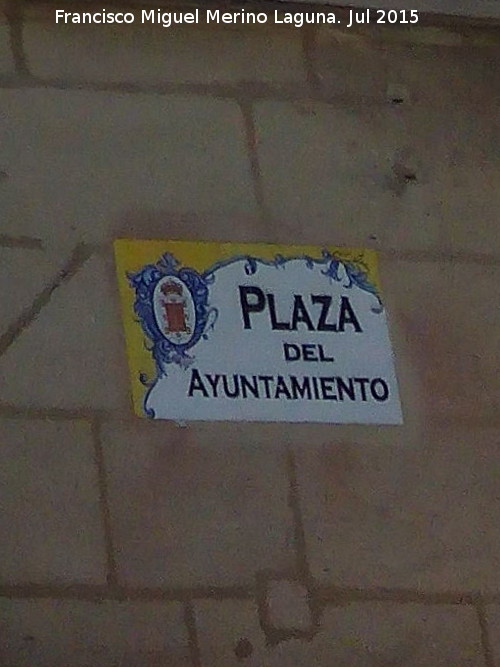 Francisco Miguel Merino Laguna. Jul 2015
PLAZA
DEL
AYUNTAMIENTO